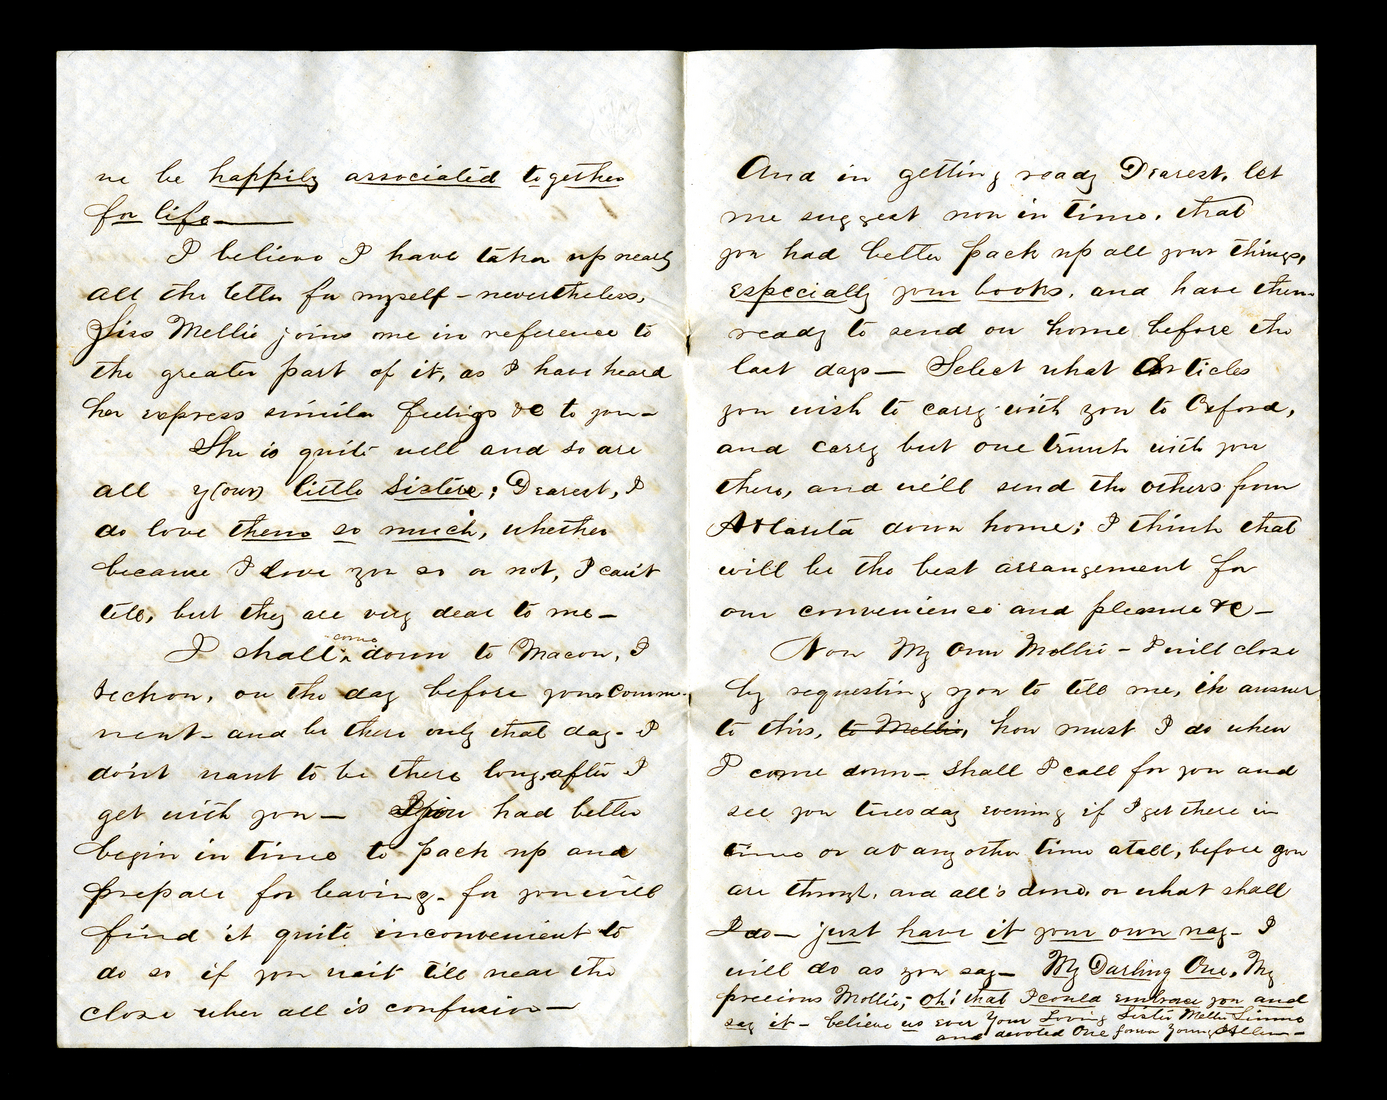 we be happily associated together
for life—
I believe I have taken up nearly
all the letter for myself – nevertheless,
Sis Mellie joins me in reference to
the greater part of it, as I have heard
her express similar feelings &c to you –
She is quite well and so are
all y(our) little sisters; Dearest, I
do love them so much, whether
because I love you so or not, I can't
tell, but they are very dear to me –
I shall come down to Macon, I
reckon, on the day before your Comme-
ment – and be there only that day – I
don't want to be there long, after I
get with you — you had better
begin in time to pack up and
prepare for leaving – for you will
find it quite inconvenient to
do so if you wait till near the
close when all is confusion —
And in getting ready Dearest, let
me suggest now in time, that
you had better pack up all your things,
especially your books, and have them
ready to send on home before the
last days — Select what Articles
you wish to carry with you to Oxford,
and carry but one trunk with you
there, and we'll send the others from
Atlanta down home; I think that
will be the best arrangement for
our convenience and pleasure &c –
Now My Own Mollie – I will close
by requesting you to tell me, in answer
to this, to Mollie, how must I do when
I come down – Shall I call for you and
see you tuesday evening if I get there in
time or at any other time atall, before you
are through, and all's done, or what shall
I do — just have it your own way – I
will do as you say — My Darling One, My
precious Mollie; Oh! that I could embrace you and
say it – believe us ever Your Loving Sister Mellie Simms
and devoted One forever Young Allen –